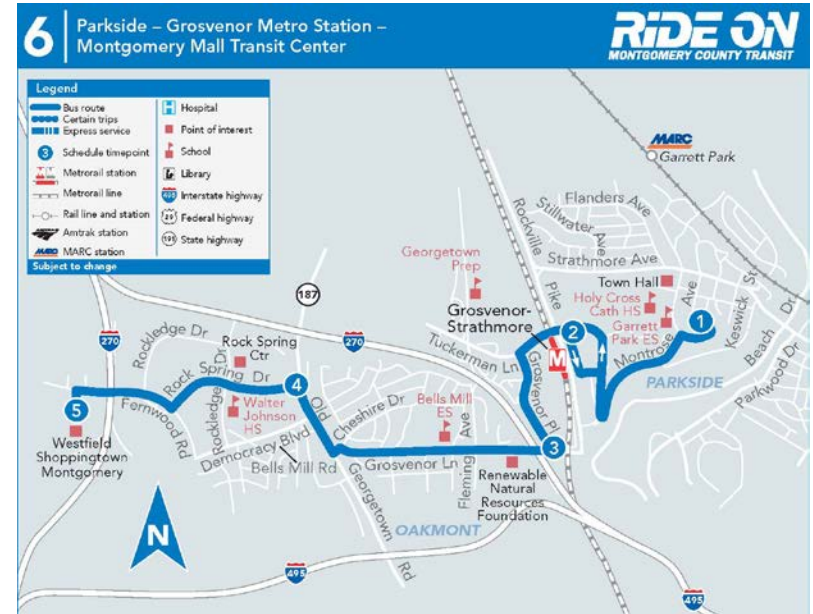 6
Parkside – Grosvenor Metro Station –
Montgomery Mall Transit Center
RIDE ON
MONTGOMERY COUNTY TRANSIT
Legend
Bus route
Certain trips
Express service
3 Schedule timepoint
Metrorail station
Metrorail line
Rail line and station
Amtrak station
MARC MARC station
H Hospital
Point of interest
School
L Library
495 Interstate highway
29 Federal highway
198 State highway
Subject to change
MARC
Garrett Park
Flanders Ave
Stillwater Ave
Strathmore Ave
Rockville Pike
Georgetown
Prep
Town Hall
Holy Cross
Cath HS
Garrett
Park ES
Montrose Ave
Keswick St
Beach Dr
Parkwood Dr
PARKSIDE
1
2
M
Grosvenor-
Strathmore
Tuckerman Ln
Grosvenor Pl
187
270
270
Rockledge Dr
Rock Spring
Ctr
Rock Spring Dr
4
5
Westfield
Shoppingtown
Montgomery
Fernwood Rd
Rockledge Dr
Walter
Johnson
HS
Democracy Blvd
Bells Mill Rd
Old Georgetown Rd
Cheshire Dr
Bells Mill
ES
Fleming Ave
Grosvenor Ln
3
Renewable
Natural
Resources
Foundation
OAKMONT
N
495
495